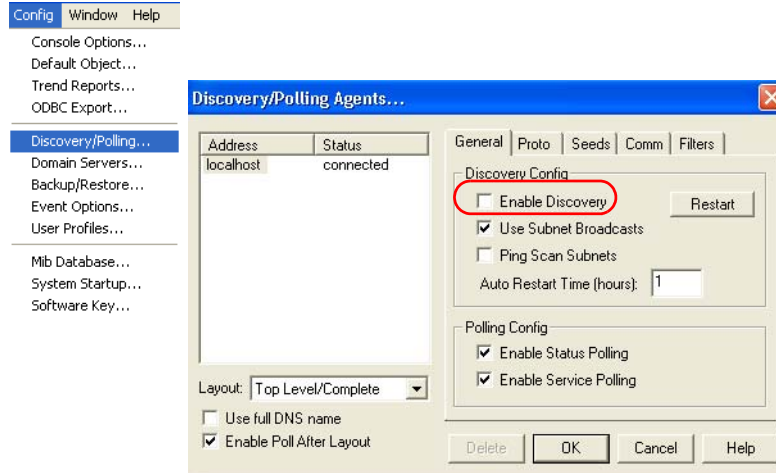 Config Window Help
Console Options...
Default Object...
Trend Reports...
ODBC Export...
Discovery/Polling...
Domain Servers...
Backup/Restore...
Event Options...
User Profiles...
Mib Database...
System Startup...
Software Key...
Discovery/Polling Agents...
Address Status
localhost connected
Layout: Top Level/Complete
Use full DNS name
Enable Poll After Layout
General Proto Seeds Comm Filters
Discovery Config
Enable Discovery Restart
Use Subnet Broadcasts
Ping Scan Subnets
Auto Restart Time (hours): 1
Polling Config
Enable Status Polling
Enable Service Polling
Delete OK Cancel Help